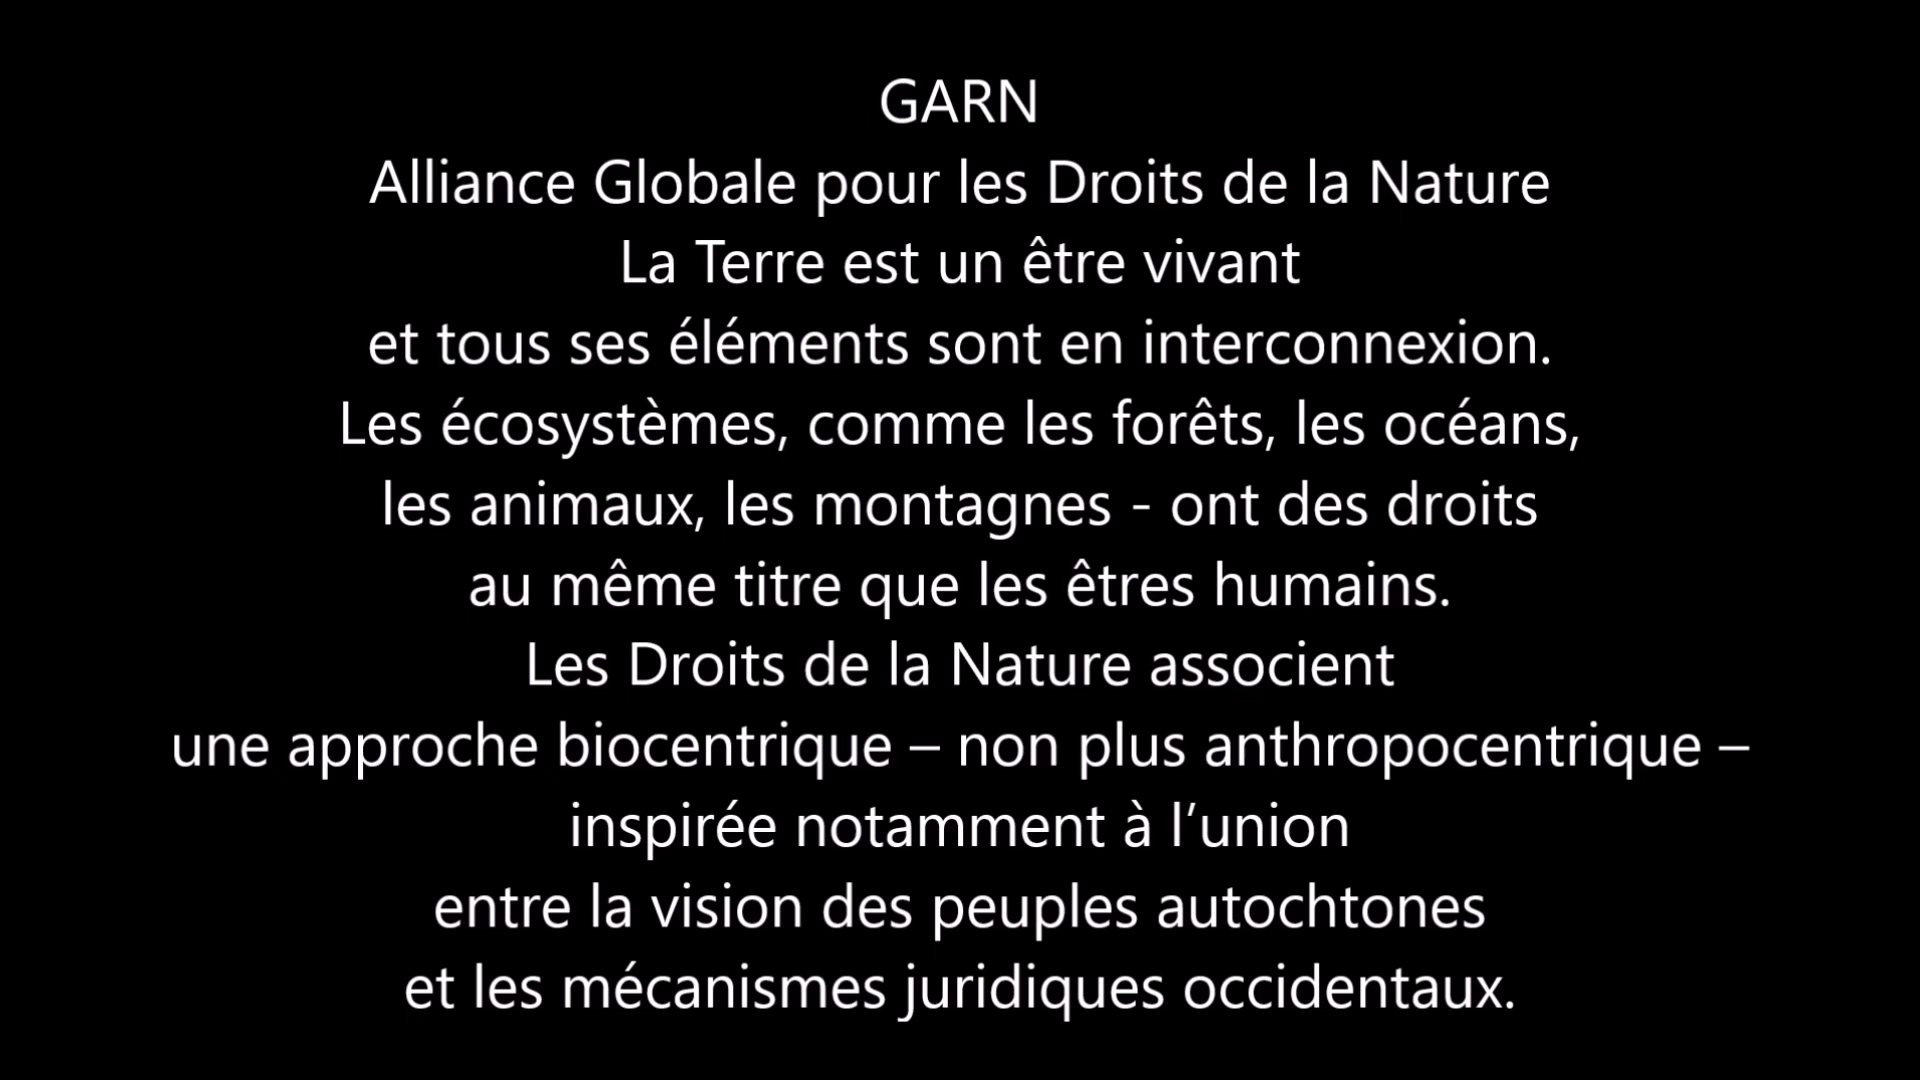 GARN
Alliance Globale pour les Droits de la Nature
La Terre est un être vivant
et tous ses éléments sont en interconnexion.
Les écosystèmes, comme les forêts, les océans,
les animaux, les montagnes - ont des droits
au même titre que les êtres humains.
Les Droits de la Nature associent
une approche biocentrique – non plus anthropocentrique –
inspirée notamment à l’union
entre la vision des peuples autochtones
et les mécanismes juridiques occidentaux.